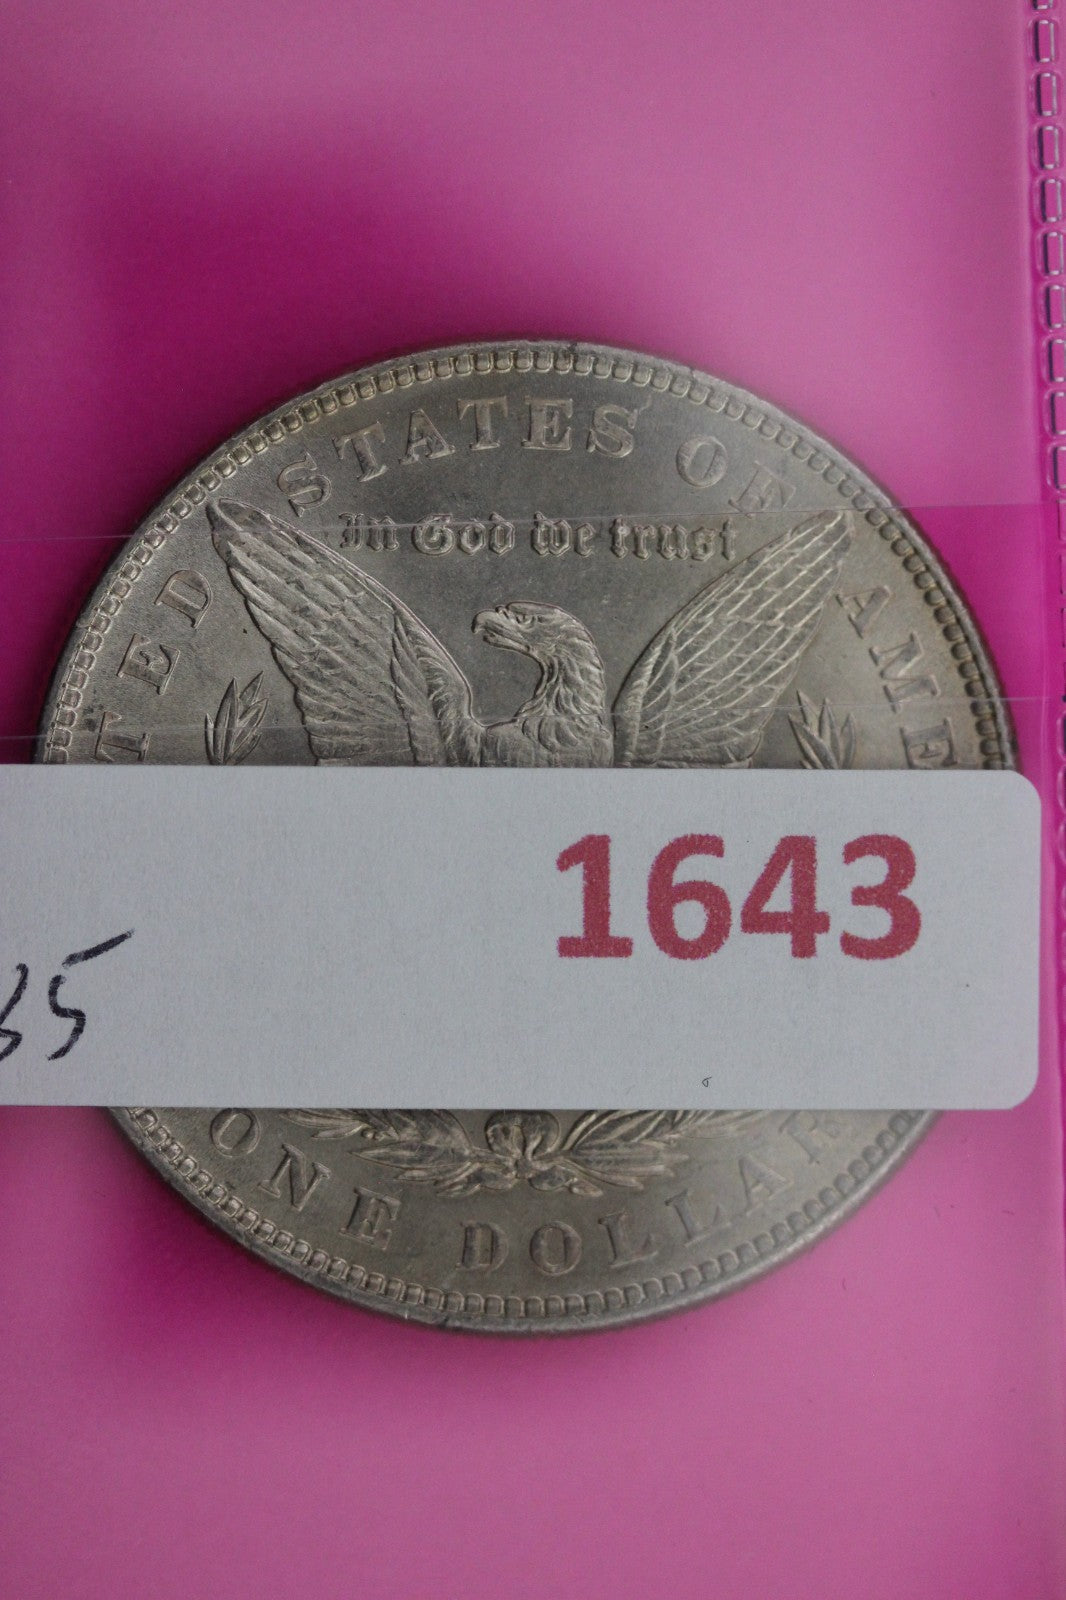 TED STATES OF AME
In God we trust
1643
35
ONE DOLLAR